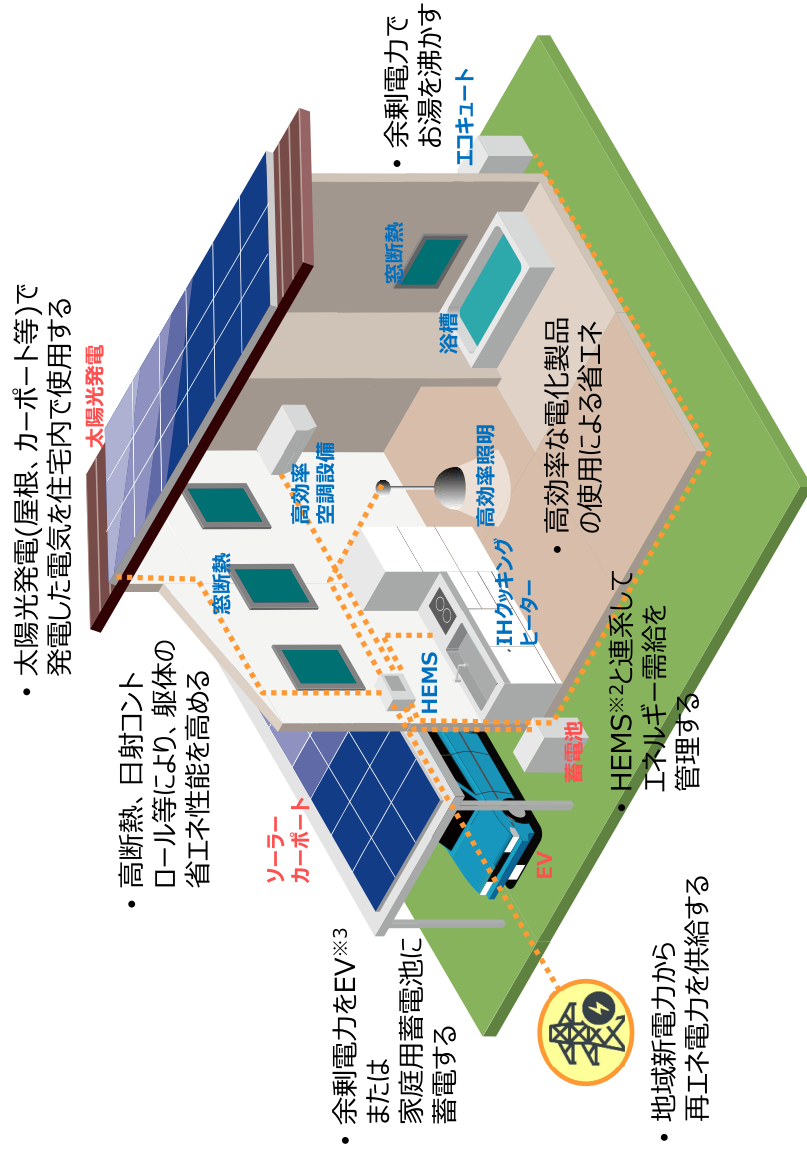 • 太陽光発電(屋根、カーポート等)で
発電した電気を住宅内で使用する
太陽光発電
• 高断熱、日射コント
ロール等により、躯体の
省エネ性能を高める
窓断熱
高効率
空調設備
• 余剰電力で
お湯を沸かす
エコキュート
窓断熱
浴槽
ソーラー
カーポート
HEMS
高効率照明
IHクッキング
ヒーター
• 高効率な電化製品
の使用による省エネ
• 余剰電力をEV※3
または
家庭用蓄電池に
蓄電する
EV
蓄電池
• HEMS※2と連系して
エネルギー需給を
管理する
• 地域新電力から
再エネ電力を供給する